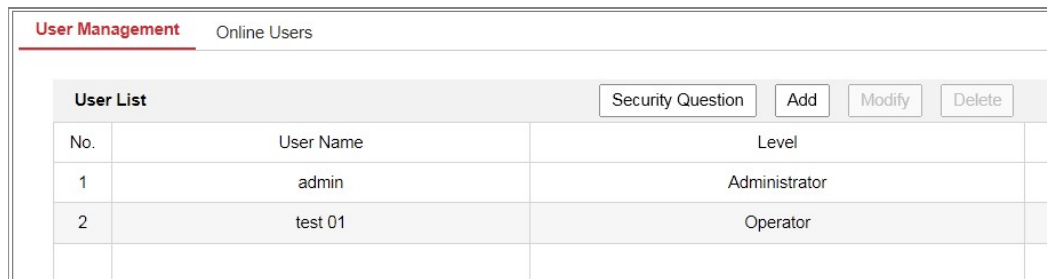 User Management Online Users
User List Security Question Add Modify Delete
No. User Name Level
1 admin Administrator
2 test 01 Operator